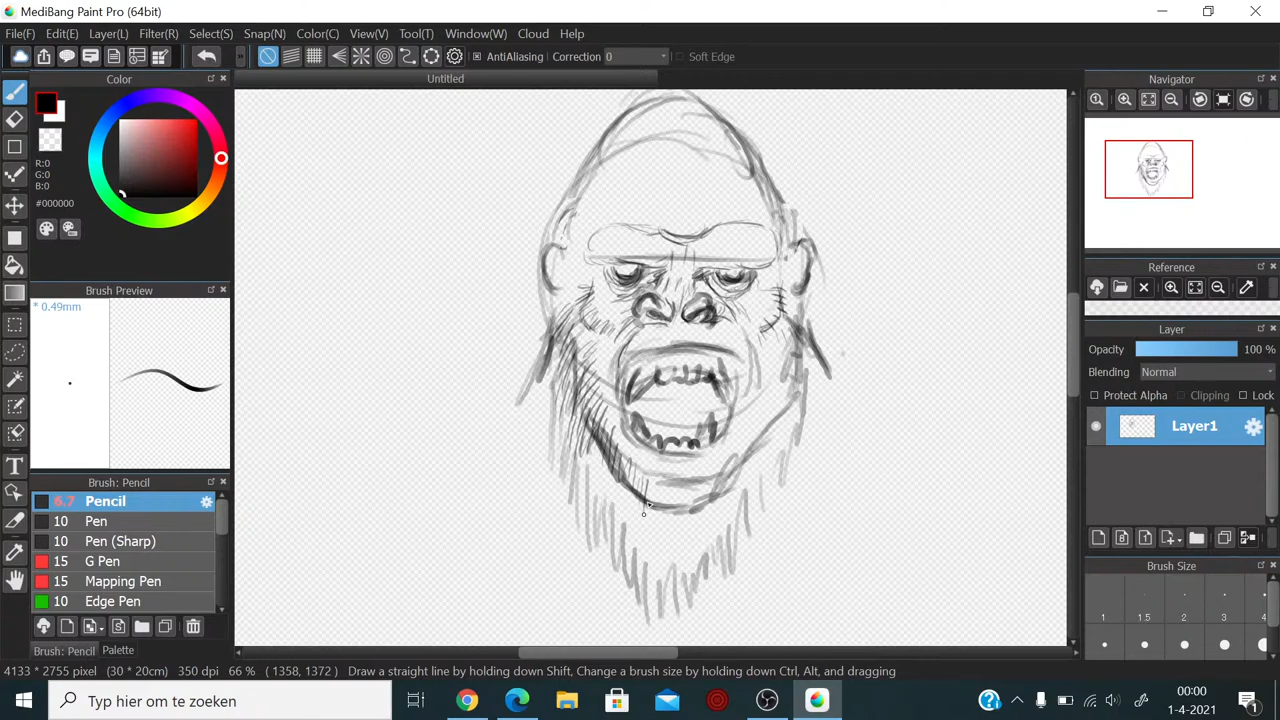 MediBang Paint Pro (64bit)
File(F) Edit(E) Layer(L) Filter(R) Select(S) Snap(N) Color(C) View(V) Tool(T) Window(W) Cloud Help
AntiAliasing Correction 0 Soft Edge
Color
Untitled
Navigator
R:0
G:0
B:0
#000000
Brush Preview
* 0.49mm
Reference
Layer
Opacity 100 %
Blending Normal
Protect Alpha Clipping Lock
Layer1
Brush: Pencil
6.7 Pencil
10 Pen
10 Pen (Sharp)
15 G Pen
15 Mapping Pen
10 Edge Pen
Brush Size
1 1.5 2 3 4
Brush: Pencil Palette
4133 * 2755 pixel (30 * 20cm) 350 dpi 66 % ( 1358, 1372 ) Draw a straight line by holding down Shift, Change a brush size by holding down Ctrl, Alt, and dragging
Typ hier om te zoeken
00:00
1-4-2021
1